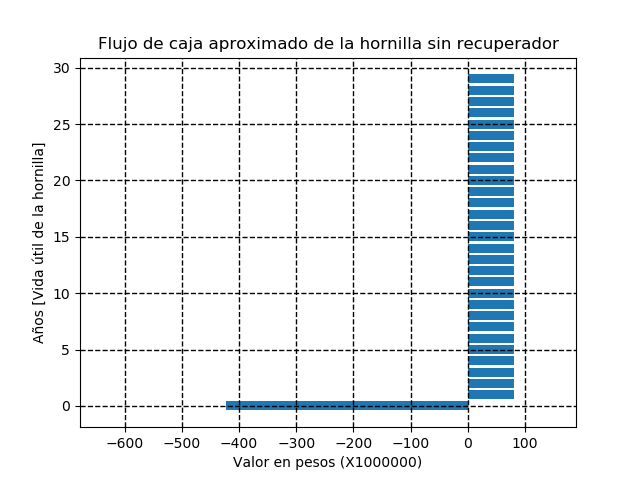 Flujo de caja aproximado de la hornilla sin recuperador
30
25
20
15
10
5
0
Años [Vida útil de la hornilla]
−600 −500 −400 −300 −200 −100 0 100
Valor en pesos (X1000000)